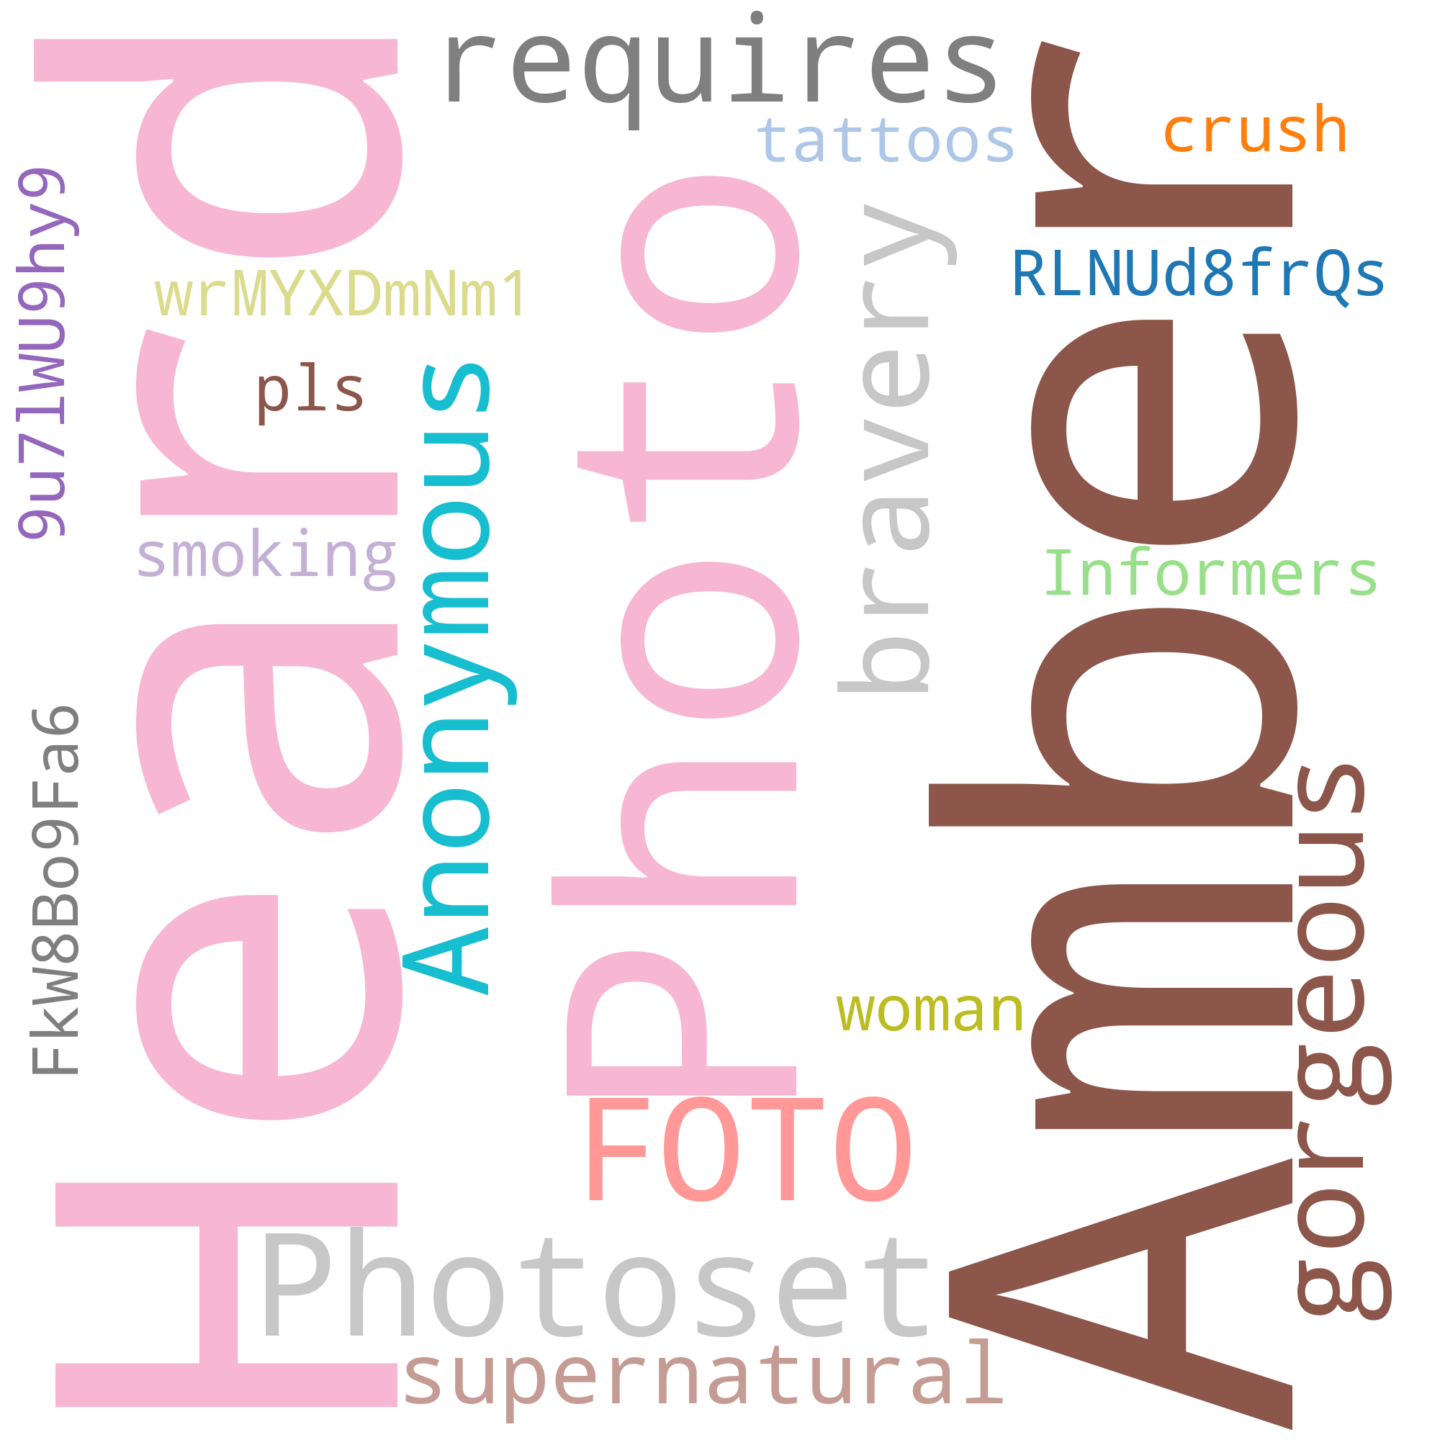 requires
tattoos
crush
Heard
9u7lWU9hy9
wrMYXDmNm1
Photo
bravery
Amber
RLNUd8frQs
pls
Anonymous
smoking
Informers
FkW8Bo9Fa6
gorgeous
woman
FOTO
Photoset
supernatural